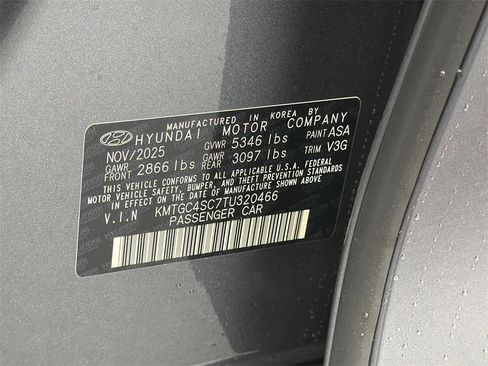 MANUFACTURED IN KOREA BY
HYUNDAI MOTOR COMPANY
NOV/2025 GVWR 5346 lbs PAINT ASA
GAWR FRONT 2866 lbs GAWR REAR 3097 lbs TRIM V3G
THIS VEHICLE CONFORMS TO ALL APPLICABLE U.S.A. FEDERAL
MOTOR VEHICLE SAFETY, BUMPER, AND THEFT PREVENTION
STANDARDS IN EFFECT ON THE DATE OF MANUFACTURE SHOWN ABOVE.
V.I.N KMTGC4SC7TU320466
PASSENGER CAR